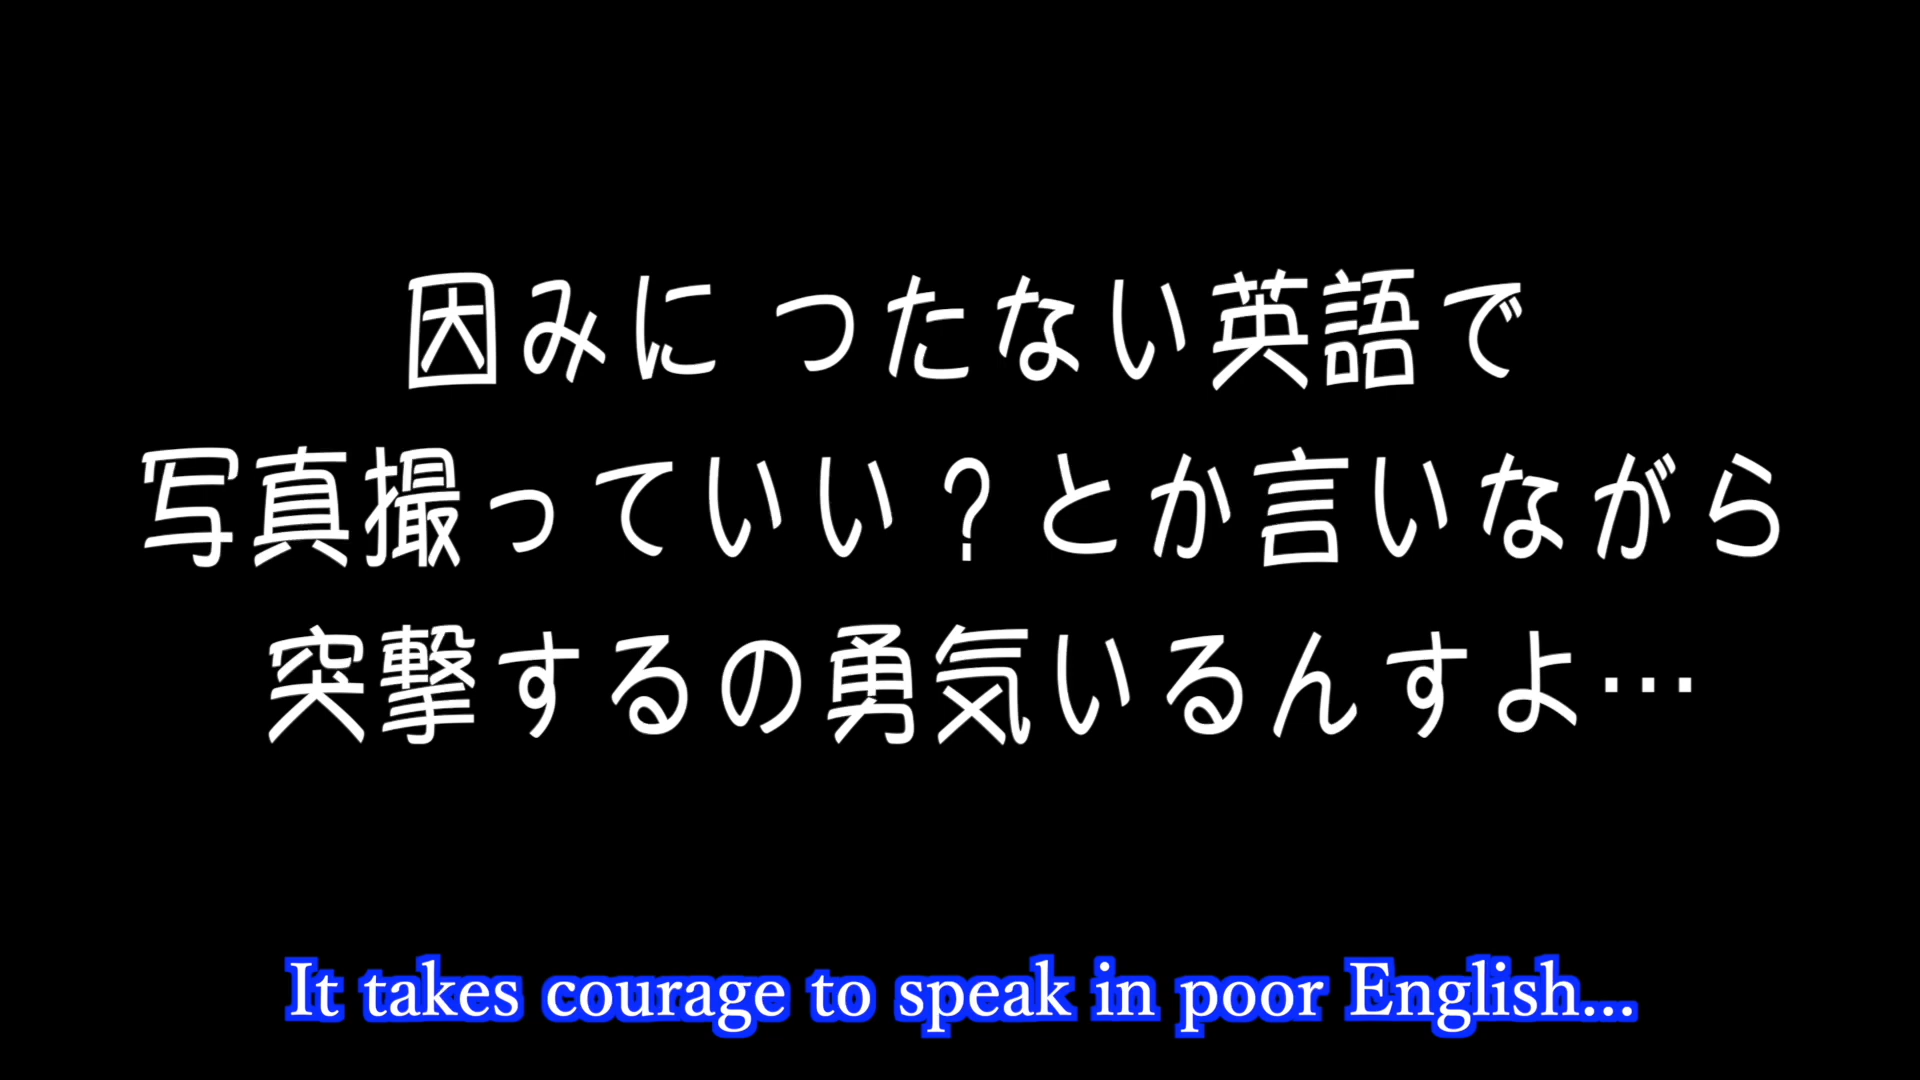 因みに つたない英語で
写真撮っていい？とか言いながら
突撃するの勇気いるんすよ…
It takes courage to speak in poor English...